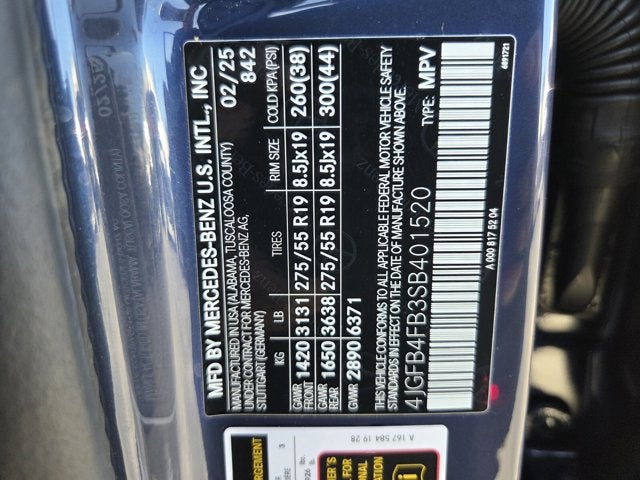 MFD BY MERCEDES-BENZ U.S. INTL., INC
MANUFACTURED IN USA (ALABAMA, TUSCALOOSA COUNTY)
UNDER CONTRACT FOR MERCEDES-BENZ AG,
STUTTGART (GERMANY)
02/25
842
KG LB TIRES RIM SIZE COLD KPA(PSI)
GAWR FRONT 1420 3131 275/55 R19 8.5Jx19 260(38)
GAWR REAR 1650 3638 275/55 R19 8.5Jx19 300(44)
GVWR 2890 6371
CONFORMS TO ALL APPLICABLE FEDERAL MOTOR VEHICLE SAFETY
STANDARDS IN EFFECT ON DATE OF MANUFACTURE SHOWN ABOVE.
4JGFB4FB3SB401520 TYPE: MPV
A 000 817 52 04
4891721
A 167 584 19 28